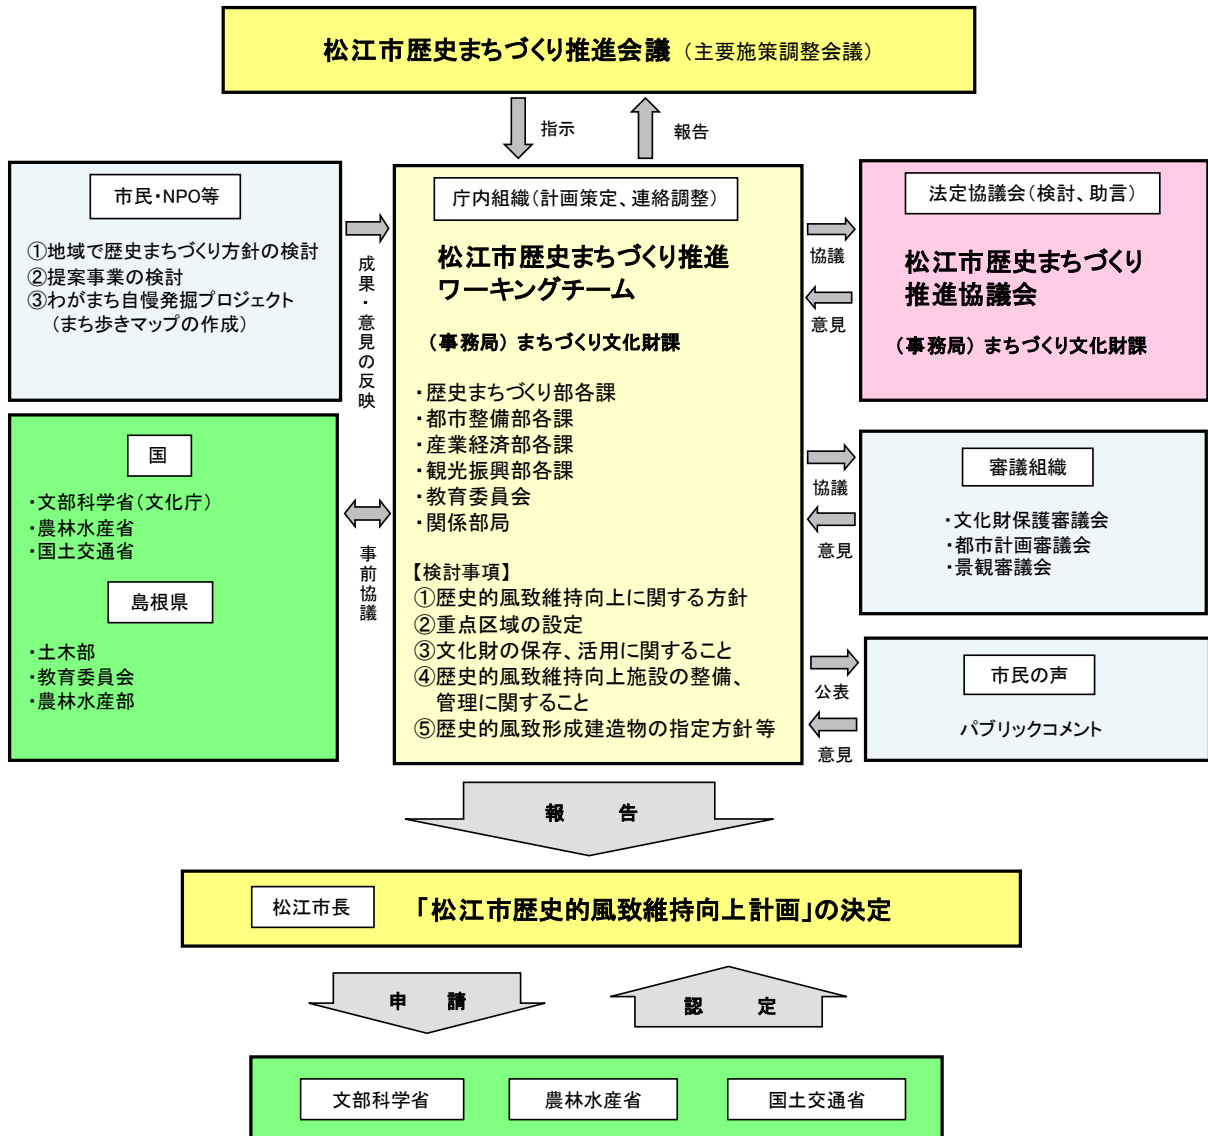 松江市歴史まちづくり推進会議（主要施策調整会議）
指示
報告
市民・NPO等
①地域で歴史まちづくり方針の検討
②提案事業の検討
③わがまち自慢発掘プロジェクト
（まち歩きマップの作成）
成果・意見の反映
国
・文部科学省（文化庁）
・農林水産省
・国土交通省
島根県
・土木部
・教育委員会
・農林水産部
事前協議
庁内組織（計画策定、連絡調整）
松江市歴史まちづくり推進
ワーキングチーム
（事務局）まちづくり文化財課
・歴史まちづくり部各課
・都市整備部各課
・産業経済部各課
・観光振興部各課
・教育委員会
・関係部局
【検討事項】
①歴史的風致維持向上に関する方針
②重点区域の設定
③文化財の保存、活用に関すること
④歴史的風致維持向上施設の整備、
管理に関すること
⑤歴史的風致形成建造物の指定方針等
協議
意見
法定協議会（検討、助言）
松江市歴史まちづくり
推進協議会
（事務局）まちづくり文化財課
協議
意見
審議組織
・文化財保護審議会
・都市計画審議会
・景観審議会
公表
意見
市民の声
パブリックコメント
報　告
松江市長
「松江市歴史的風致維持向上計画」の決定
申　請
認　定
文部科学省
農林水産省
国土交通省